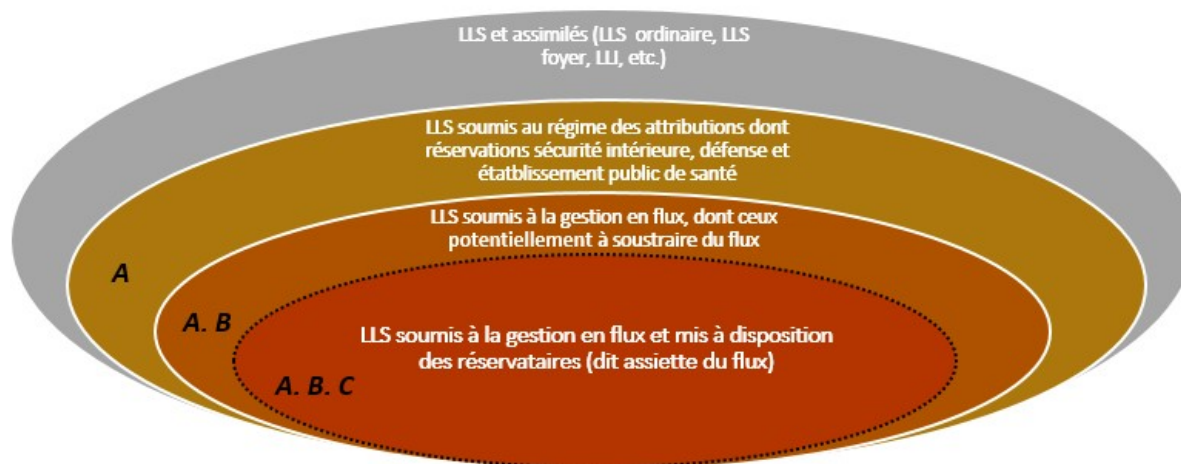 LLS et assimilés (LLS ordinaire, LLS
foyer, LLI, etc.)
LLS soumis au régime des attributions dont
réservations sécurité intérieure, défense et
étatblissement public de santé
LLS soumis à la gestion en flux, dont ceux
potentiellement à soustraire du flux
A
A. B
LLS soumis à la gestion en flux et mis à disposition
des réservataires (dit assiette du flux)
A. B. C